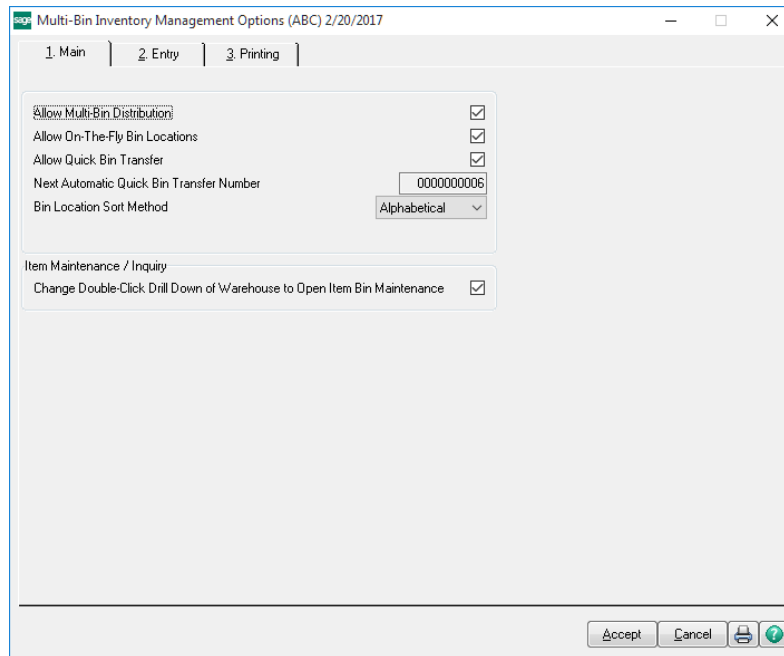 sage Multi-Bin Inventory Management Options (ABC) 2/20/2017
1. Main 2. Entry 3. Printing
Allow Multi-Bin Distribution
Allow On-The-Fly Bin Locations
Allow Quick Bin Transfer
Next Automatic Quick Bin Transfer Number 0000000006
Bin Location Sort Method Alphabetical
Item Maintenance / Inquiry
Change Double-Click Drill Down of Warehouse to Open Item Bin Maintenance
Accept Cancel ?